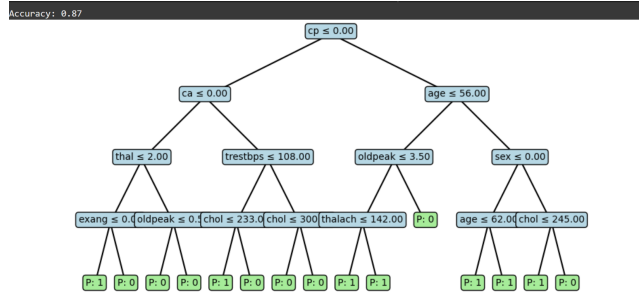 Accuracy: 0.87
cp ≤ 0.00
ca ≤ 0.00 age ≤ 56.00
thal ≤ 2.00 trestbps ≤ 108.00 oldpeak ≤ 3.50 sex ≤ 0.00
exang ≤ 0.0 oldpeak ≤ 0.5 chol ≤ 233.0 chol ≤ 300 thalach ≤ 142.00 P: 0 age ≤ 62.00 chol ≤ 245.00
P: 1 P: 0 P: 0 P: 0 P: 1 P: 0 P: 0 P: 0 P: 1 P: 1 P: 1 P: 1 P: 1 P: 0